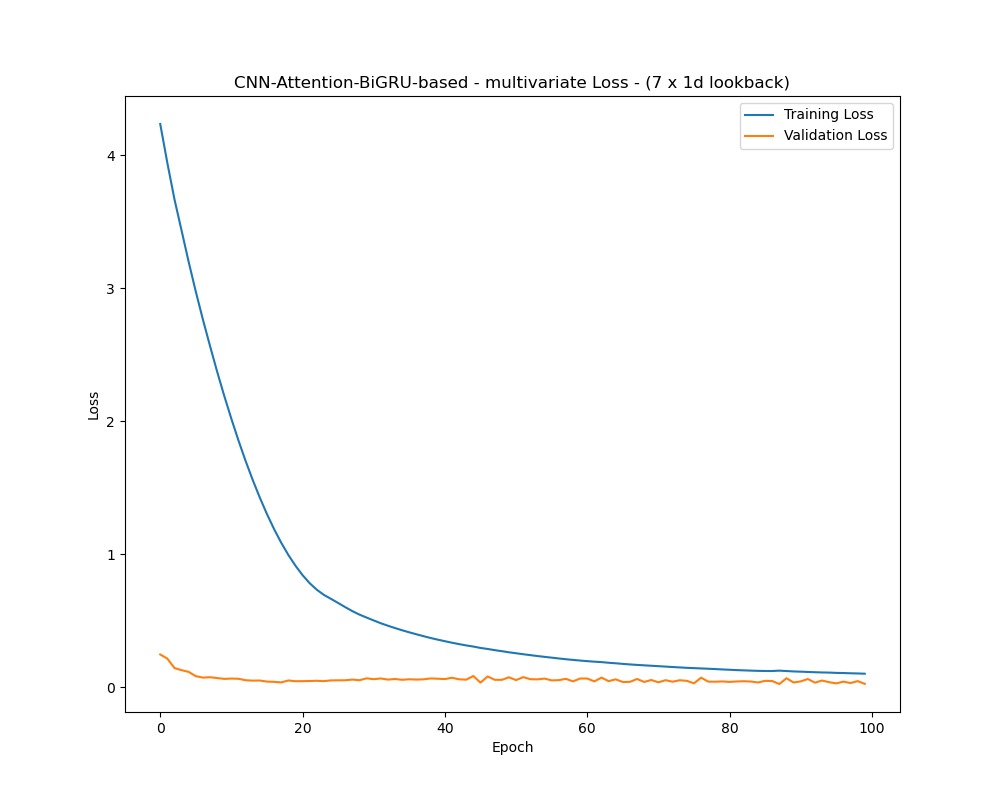 CNN-Attention-BiGRU-based - multivariate Loss - (7 x 1d lookback)
Training Loss
Validation Loss
Loss
4
3
2
1
0
0 20 40 60 80 100
Epoch